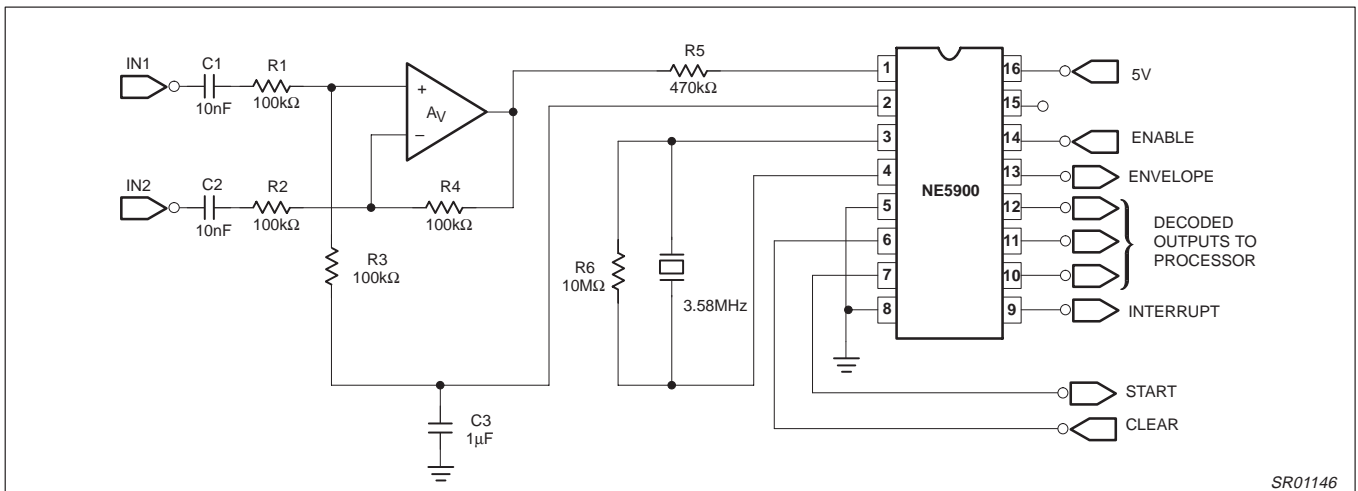 IN1
C1
10nF
R1
100kΩ
+
AV
−
R5
470kΩ
IN2
C2
10nF
R2
100kΩ
R4
100kΩ
R3
100kΩ
C3
1μF
R6
10MΩ
3.58MHz
NE5900
1
2
3
4
5
6
7
8
16
15
14
13
12
11
10
9
5V
ENABLE
ENVELOPE
DECODED
OUTPUTS TO
PROCESSOR
INTERRUPT
START
CLEAR
SR01146